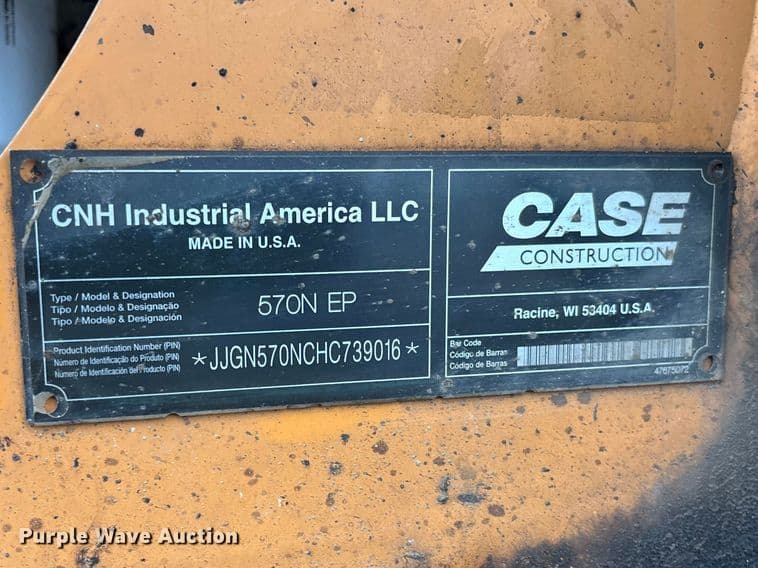 CNH Industrial America LLC
MADE IN U.S.A.
Type / Model & Designation
Tipo / Modelo & Designação
Tipo / Modelo & Designación
570N EP
Product Identification Number (PIN)
Número de Identificação do Produto (PIN)
Número de Identificación del Producto (PIN)
*JJGN570NCHC739016*
CASE
CONSTRUCTION
Racine, WI 53404 U.S.A.
Bar Code
Código de Barras
Código de Barras
47675072
Purple Wave Auction